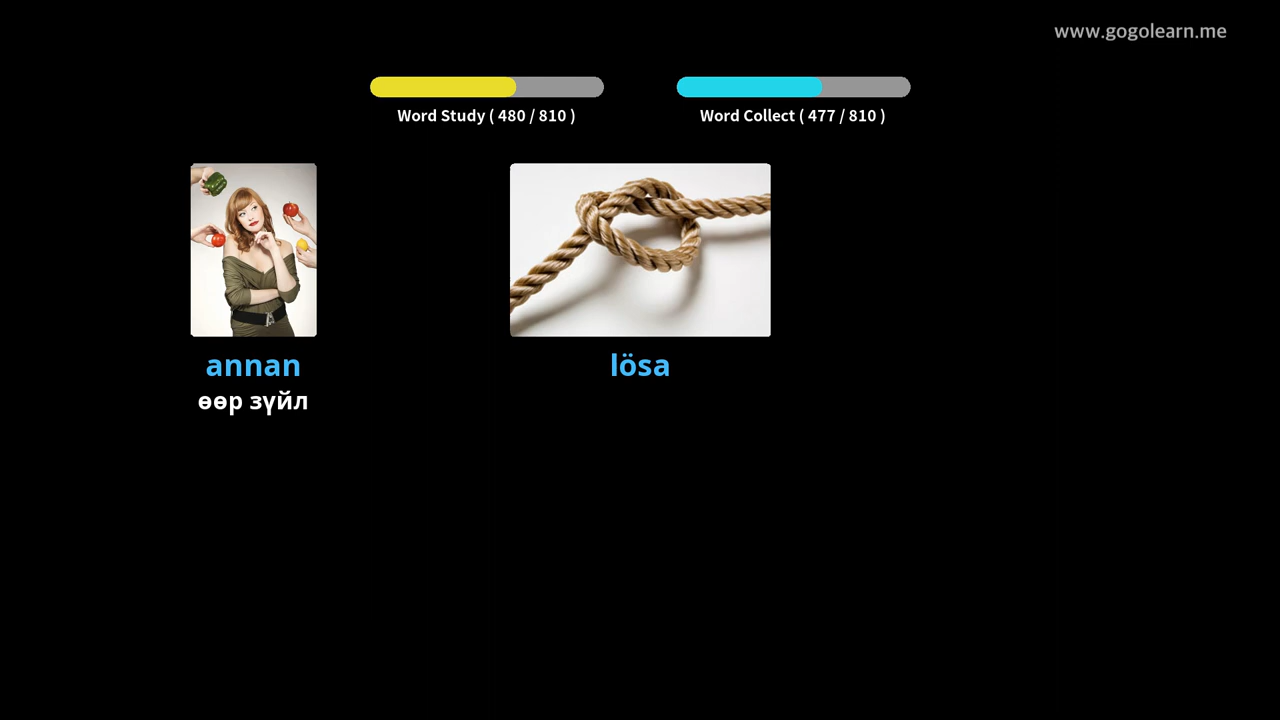 www.gogolearn.me
Word Study ( 480 / 810 )
Word Collect ( 477 / 810 )
annan
өөр зүйл
lösa